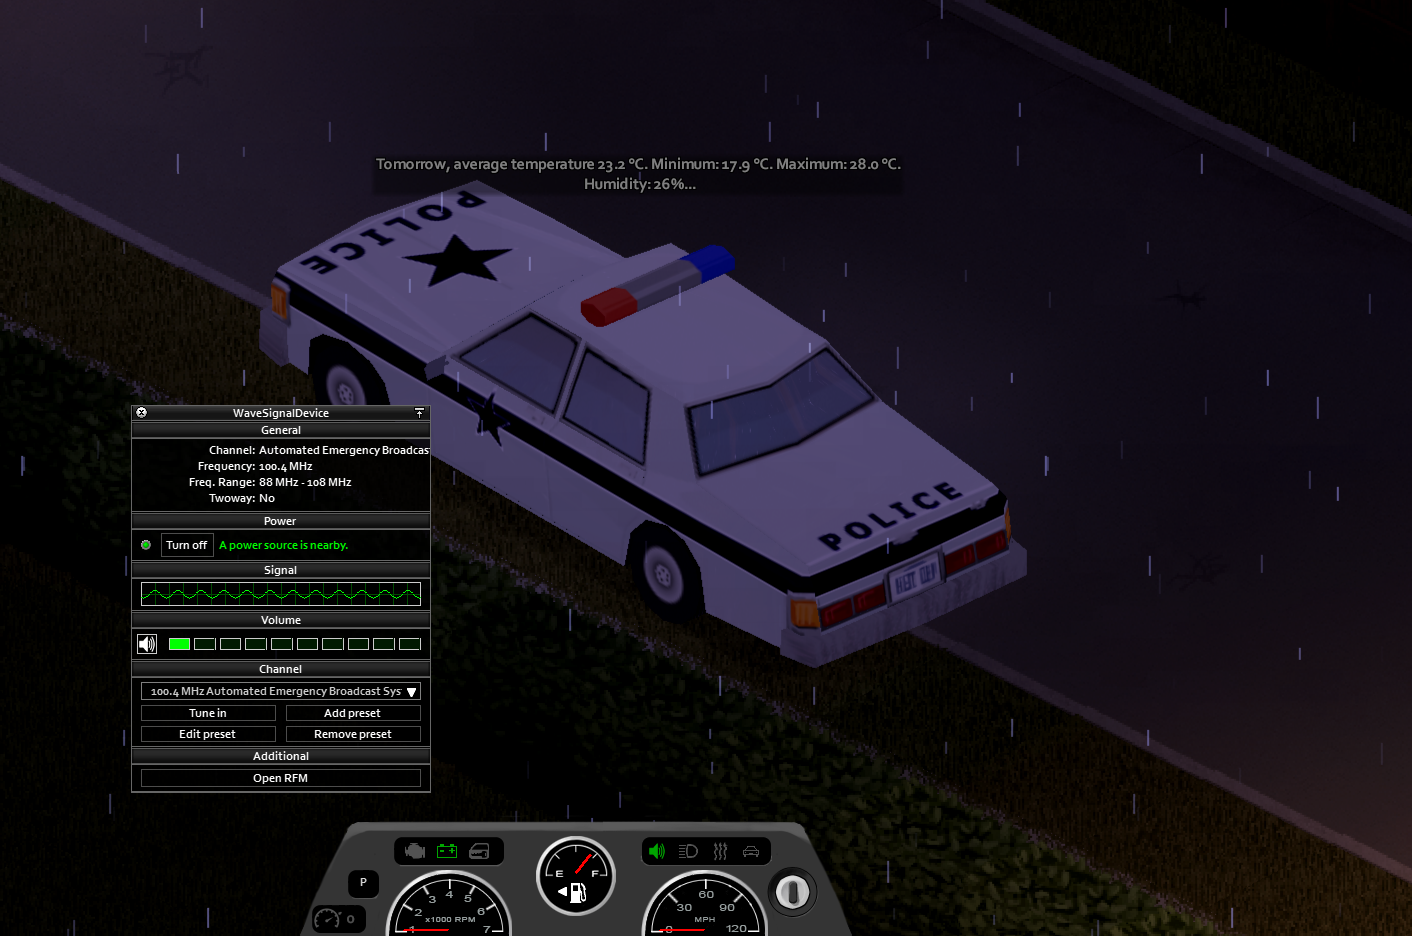 Tomorrow, average temperature 23.2 °C. Minimum: 17.9 °C. Maximum: 28.0 °C.
Humidity: 26%...
POLICE
POLICE
WaveSignalDevice
General
Channel: Automated Emergency Broadcas
Frequency: 100.4 MHz
Freq. Range: 88 MHz - 108 MHz
Twoway: No
Power
Turn off A power source is nearby.
Signal
Volume
Channel
100.4 MHz Automated Emergency Broadcast Sys
Tune in Add preset
Edit preset Remove preset
Additional
Open RFM
P
0
E F
1 2 3 4 5 6 7
x1000 RPM
0 30 60 90 120
MPH